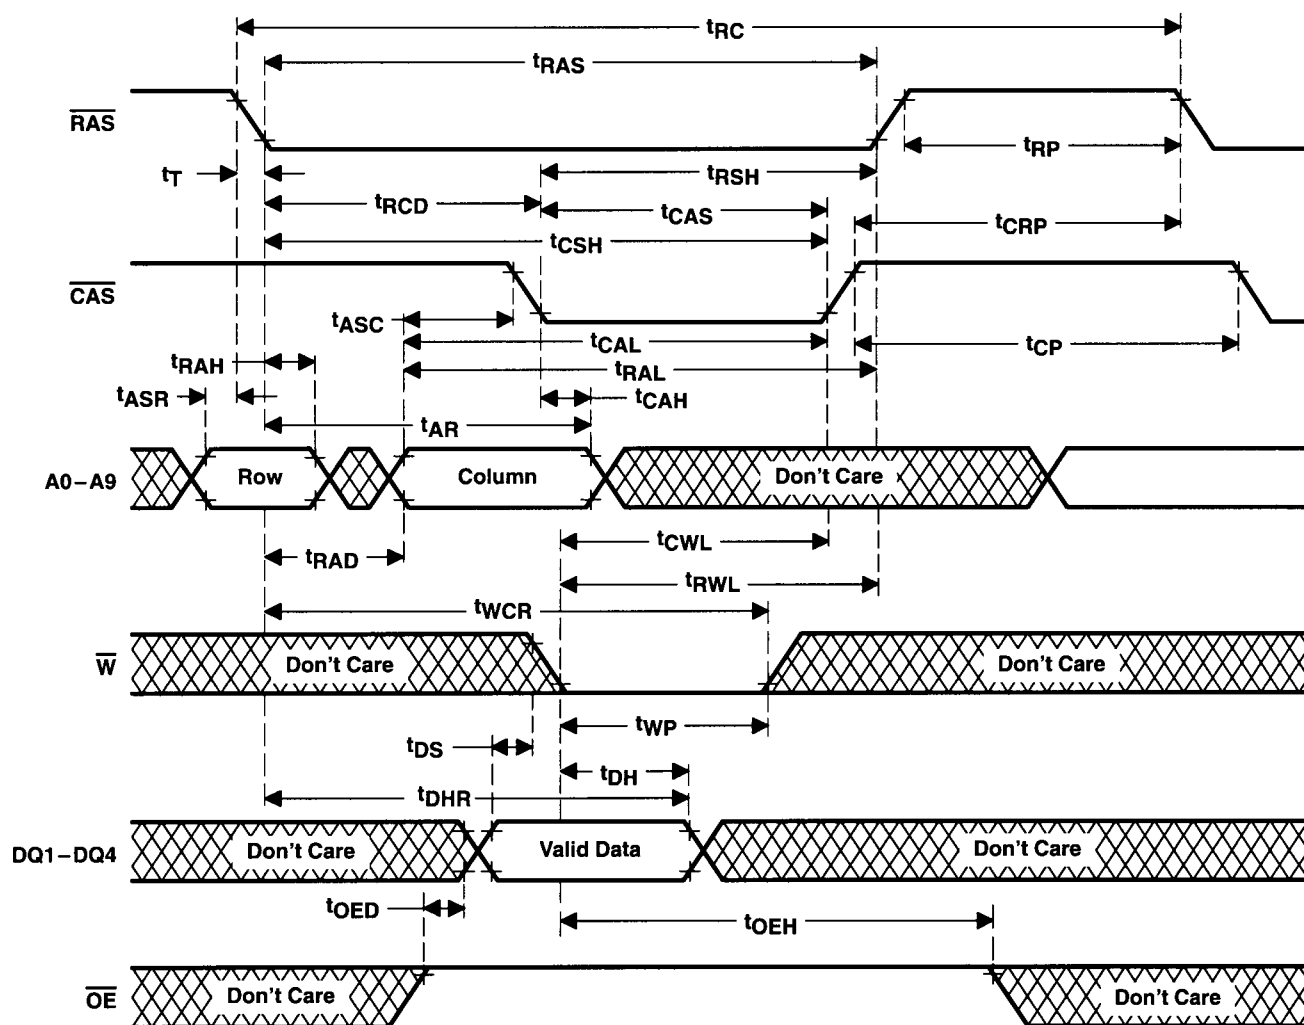 tRC
tRAS
RAS
tRP
tT
tRSH
tRCD
tCAS
tCRP
tCSH
CAS
tASC
tCAL
tCP
tRAH
tRAL
tASR
tCAH
tAR
A0–A9
Row
Column
Don't Care
tCWL
tRAD
tRWL
tWCR
W
Don't Care
Don't Care
tWP
tDS
tDH
tDHR
DQ1–DQ4
Don't Care
Valid Data
Don't Care
tOED
tOEH
OE
Don't Care
Don't Care